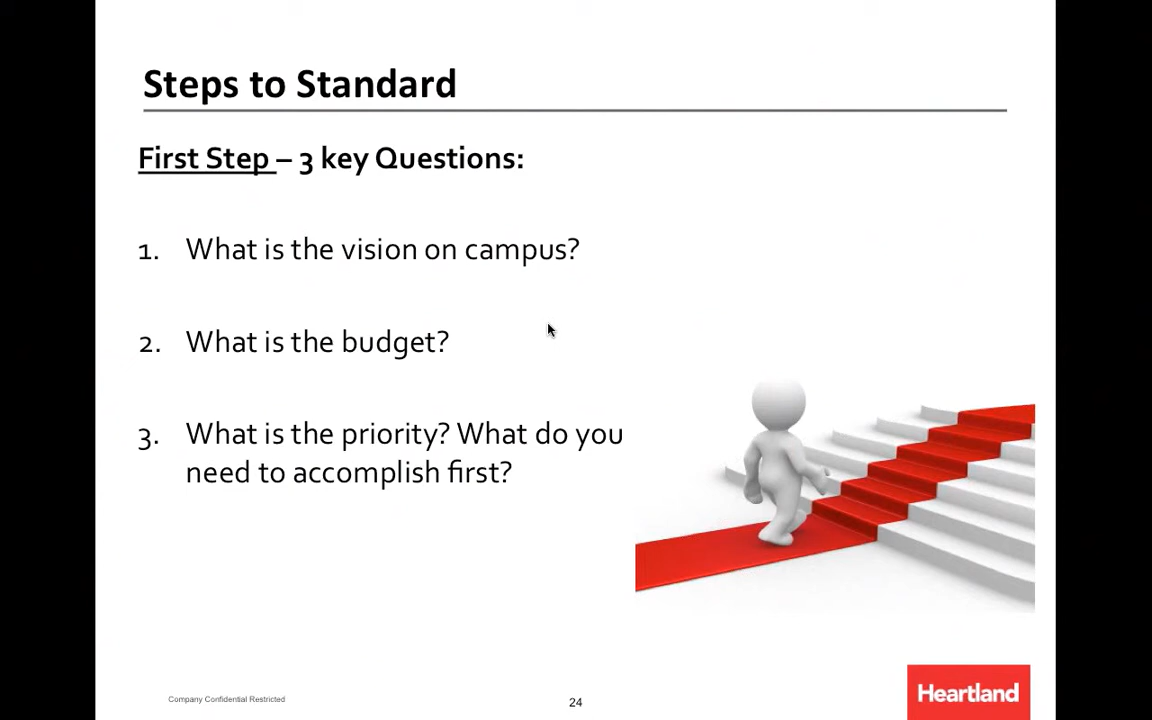 Steps to Standard
First Step – 3 key Questions:
1. What is the vision on campus?
2. What is the budget?
3. What is the priority? What do you
need to accomplish first?
Company Confidential Restricted
24
Heartland